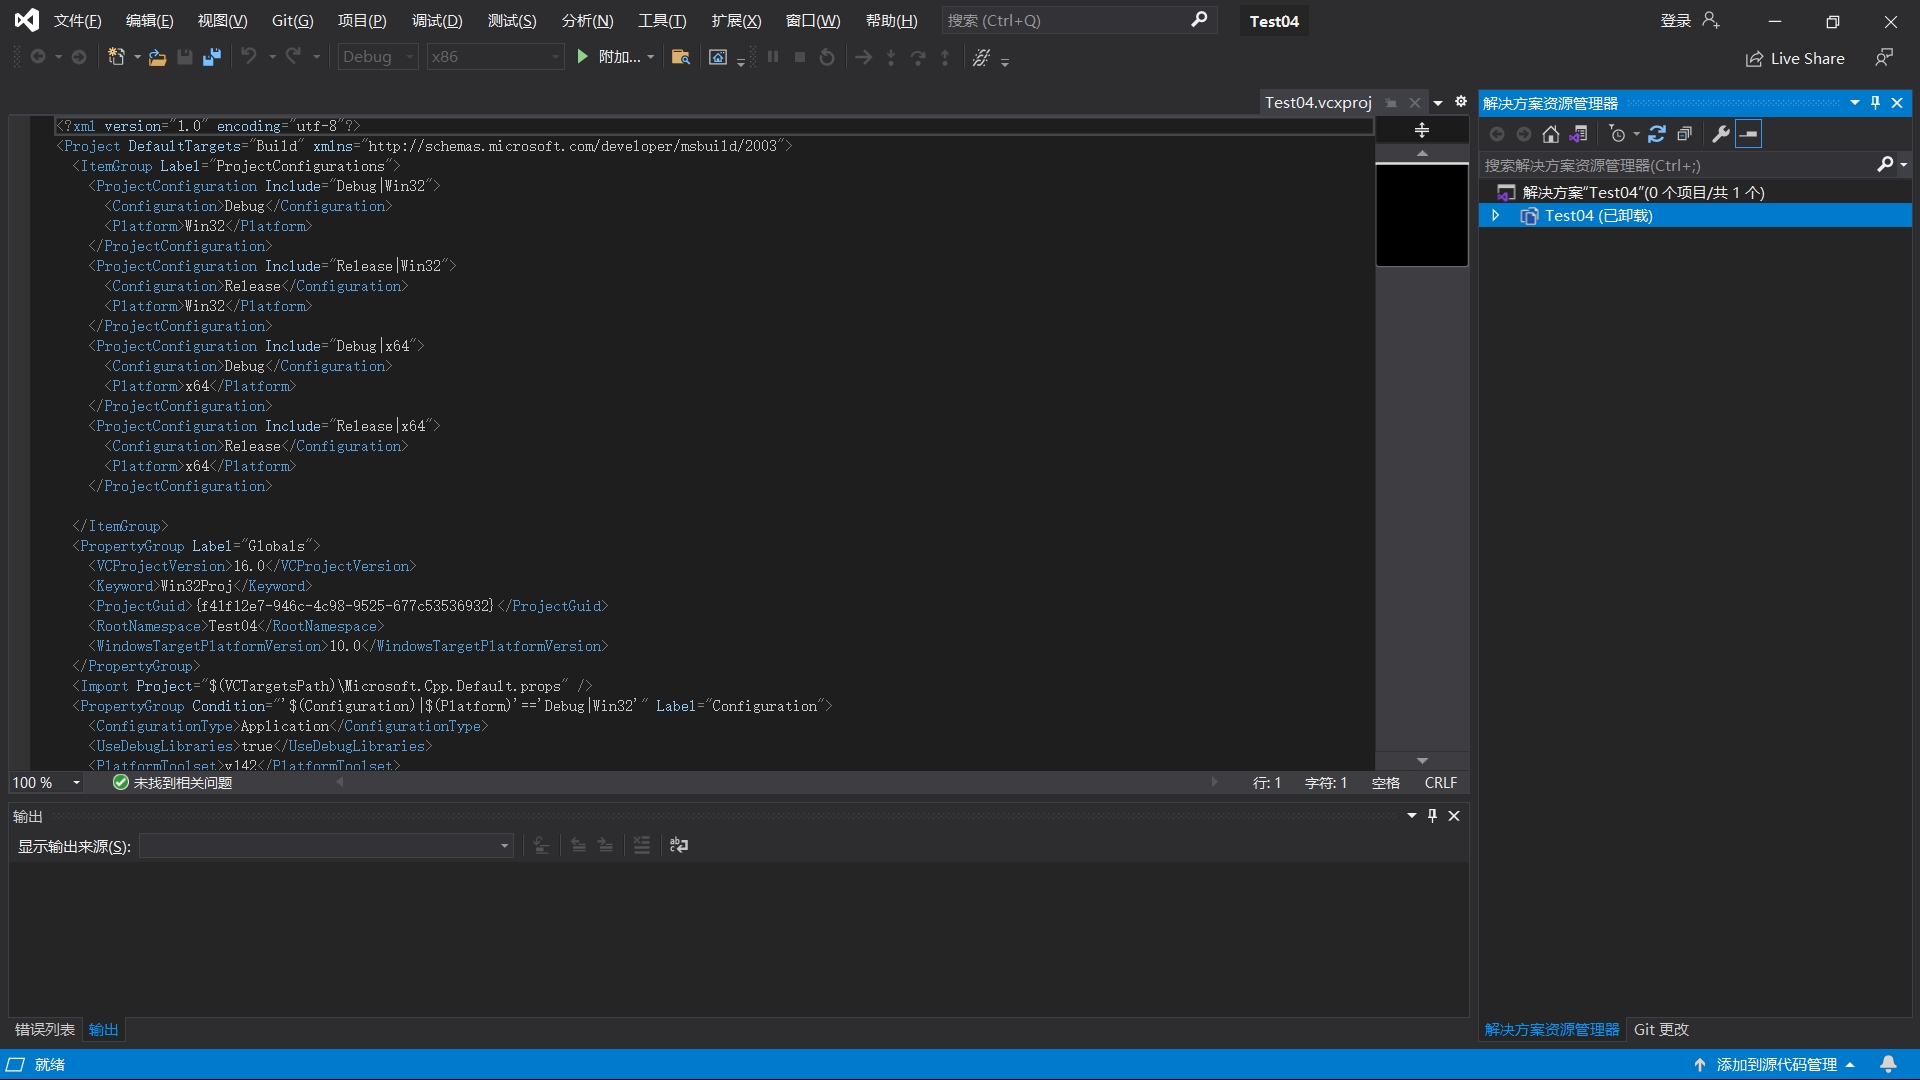 文件(F) 编辑(E) 视图(V) Git(G) 项目(P) 调试(D) 测试(S) 分析(N) 工具(T) 扩展(X) 窗口(W) 帮助(H) 搜索 (Ctrl+Q) Test04 登录
Debug x86 附加... Live Share
Test04.vcxproj
<?xml version="1.0" encoding="utf-8"?>
<Project DefaultTargets="Build" xmlns="http://schemas.microsoft.com/developer/msbuild/2003">
<ItemGroup Label="ProjectConfigurations">
<ProjectConfiguration Include="Debug|Win32">
<Configuration>Debug</Configuration>
<Platform>Win32</Platform>
</ProjectConfiguration>
<ProjectConfiguration Include="Release|Win32">
<Configuration>Release</Configuration>
<Platform>Win32</Platform>
</ProjectConfiguration>
<ProjectConfiguration Include="Debug|x64">
<Configuration>Debug</Configuration>
<Platform>x64</Platform>
</ProjectConfiguration>
<ProjectConfiguration Include="Release|x64">
<Configuration>Release</Configuration>
<Platform>x64</Platform>
</ProjectConfiguration>
</ItemGroup>
<PropertyGroup Label="Globals">
<VCProjectVersion>16.0</VCProjectVersion>
<Keyword>Win32Proj</Keyword>
<ProjectGuid>{f41f12e7-946c-4c98-9525-677c53536932}</ProjectGuid>
<RootNamespace>Test04</RootNamespace>
<WindowsTargetPlatformVersion>10.0</WindowsTargetPlatformVersion>
</PropertyGroup>
<Import Project="$(VCTargetsPath)\Microsoft.Cpp.Default.props" />
<PropertyGroup Condition="'$(Configuration)|$(Platform)'=='Debug|Win32'" Label="Configuration">
<ConfigurationType>Application</ConfigurationType>
<UseDebugLibraries>true</UseDebugLibraries>
<PlatformToolset>v142</PlatformToolset>
100 % 未找到相关问题 行: 1 字符: 1 空格 CRLF
输出
显示输出来源(S):
错误列表 输出
解决方案资源管理器
搜索解决方案资源管理器(Ctrl+;)
解决方案"Test04"(0 个项目/共 1 个)
Test04 (已卸载)
解决方案资源管理器 Git 更改
就绪 添加到源代码管理